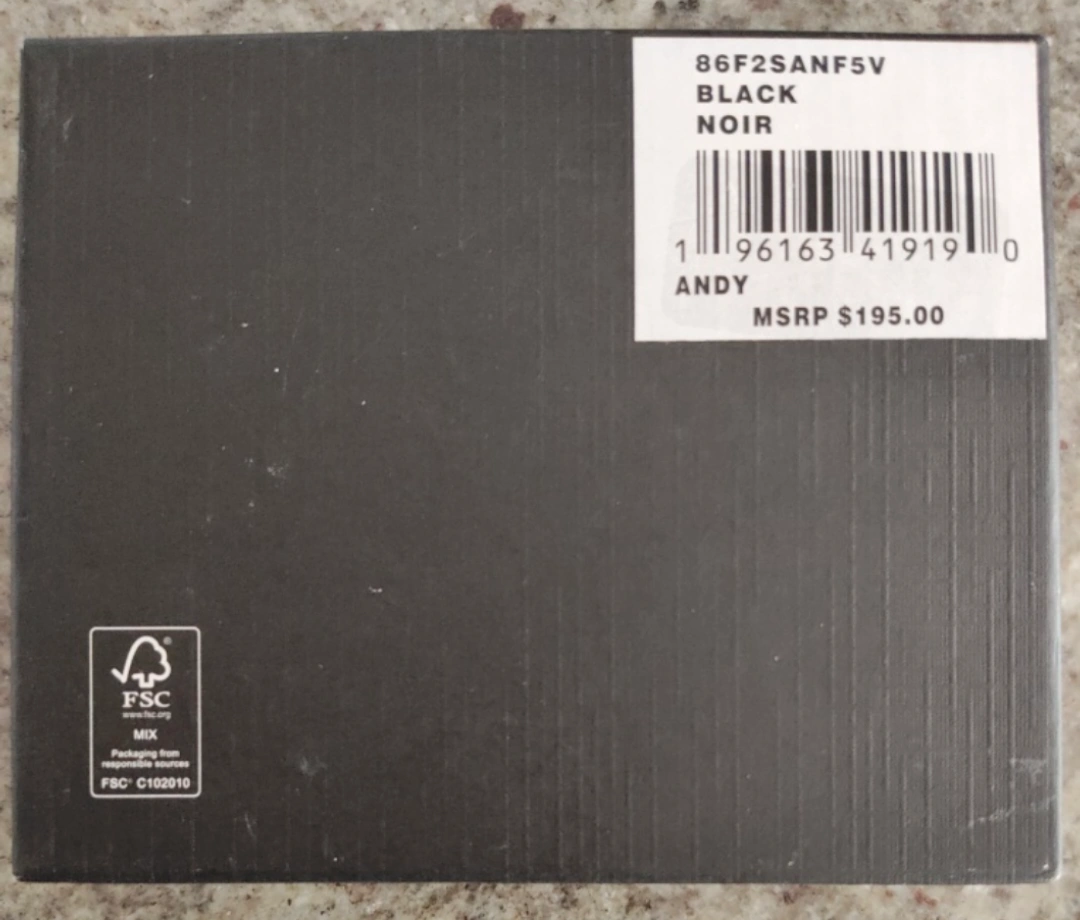 86F2SANF5V
BLACK
NOIR
1 96163 41919 0
ANDY
MSRP $195.00
®
FSC
www.fsc.org
MIX
Packaging from
responsible sources
FSC® C102010